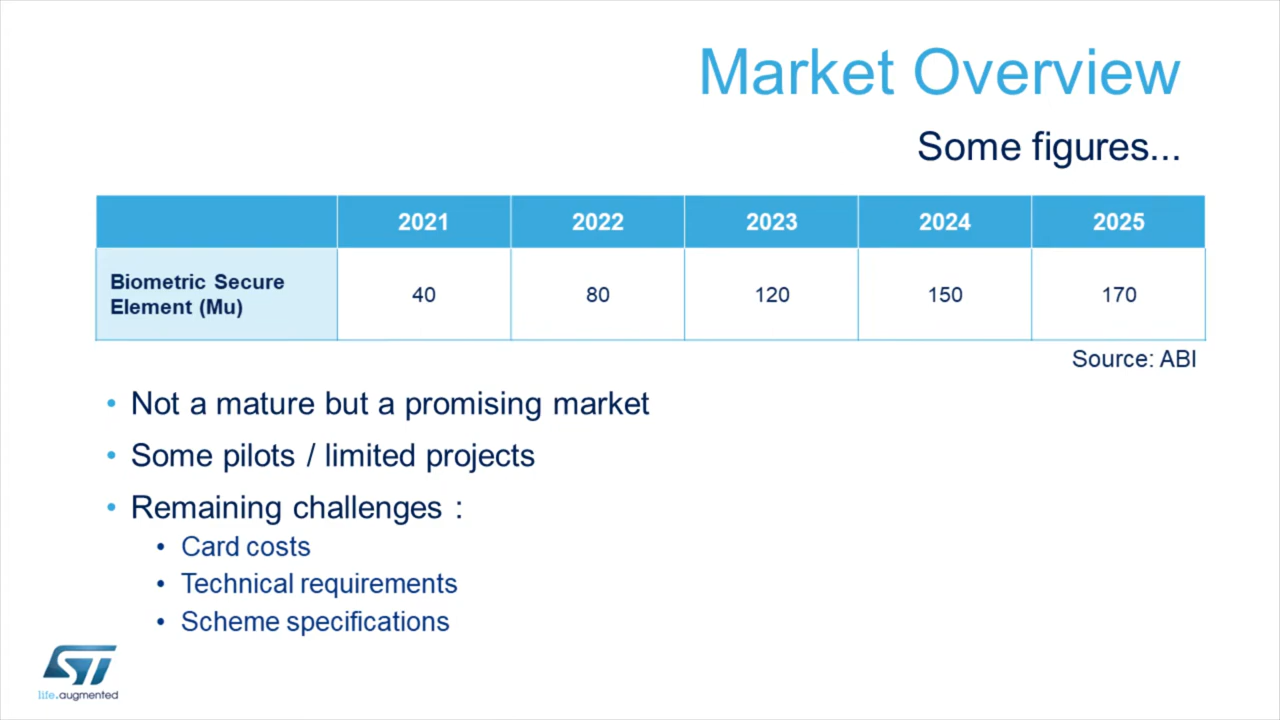 Market Overview
Some figures...
2021 2022 2023 2024 2025
Biometric Secure
Element (Mu)
40 80 120 150 170
Source: ABI
• Not a mature but a promising market
• Some pilots / limited projects
• Remaining challenges :
• Card costs
• Technical requirements
• Scheme specifications
ST
life.augmented